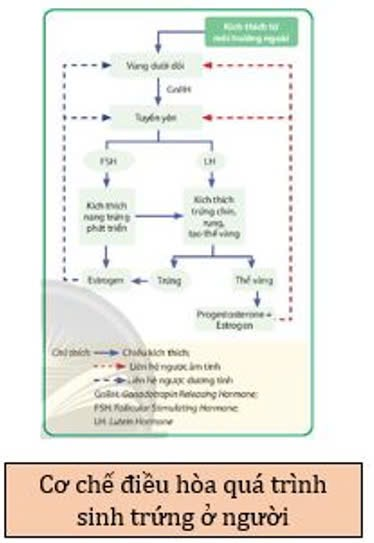 Kích thích từ
môi trường ngoài
Vùng dưới đồi
GnRH
Tuyến yên
FSH
LH
Kích thích
nang trứng
phát triển
Kích thích
trứng chín,
rụng,
tạo thể vàng
Estrogen
Trứng
Thể vàng
Progesterone +
Estrogen
Chú thích:
Chiều kích thích;
Liên hệ ngược âm tính
Liên hệ ngược dương tính
GnRH: Gonadotropin Releasing Hormone;
FSH: Follicular Stimulating Hormone;
LH: Lutein Hormone
Cơ chế điều hòa quá trình
sinh trứng ở người